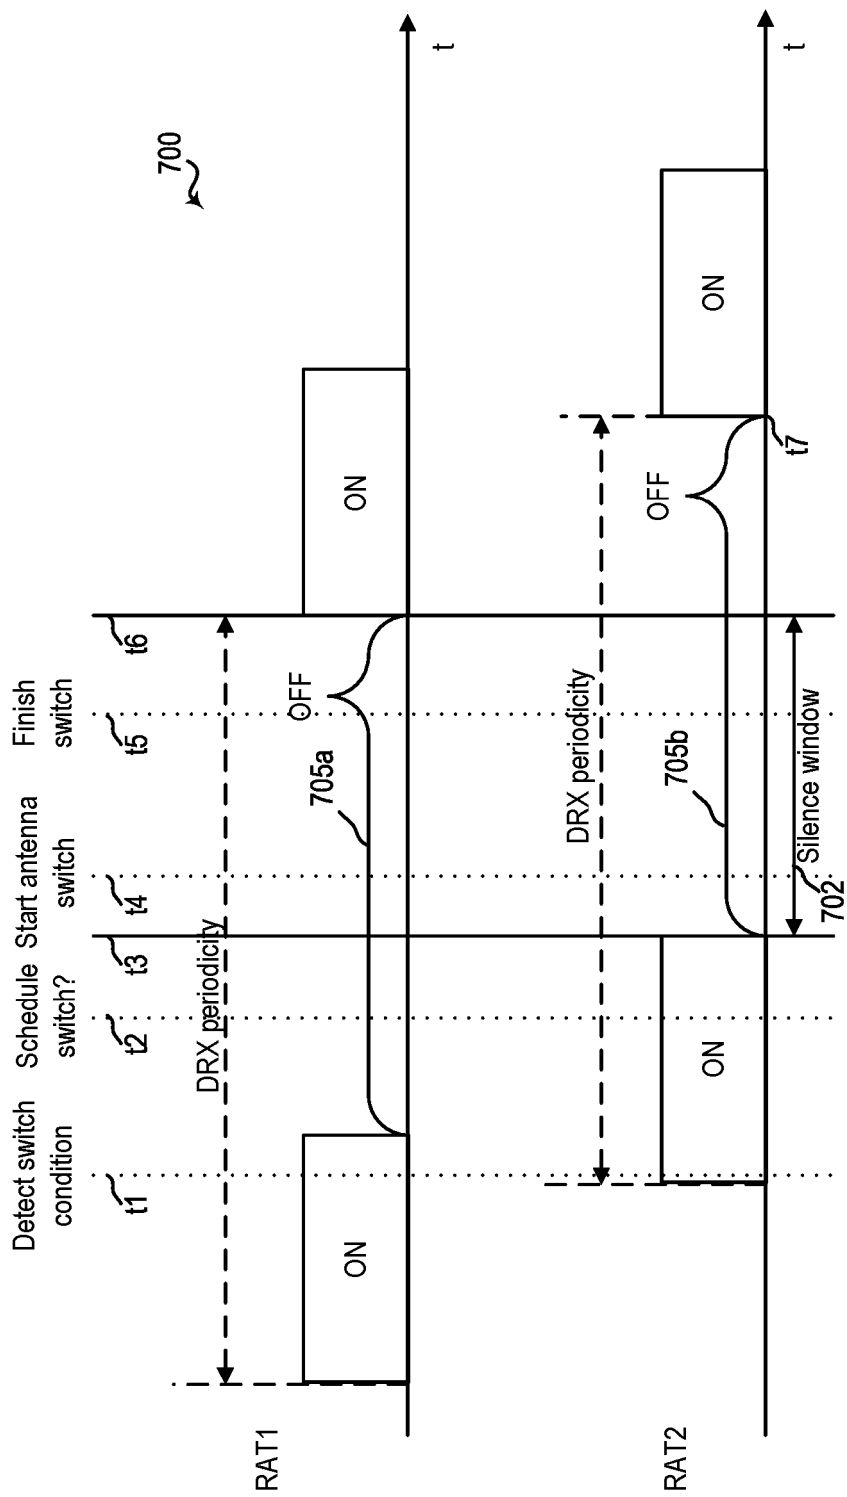 700
Detect switch
condition
Schedule
switch?
Start antenna
switch
Finish
switch
t1
t2
t3
t4
t5
t6
RAT1
DRX periodicity
ON
705a
OFF
ON
t
RAT2
DRX periodicity
ON
705b
OFF
ON
t7
t
702
Silence window